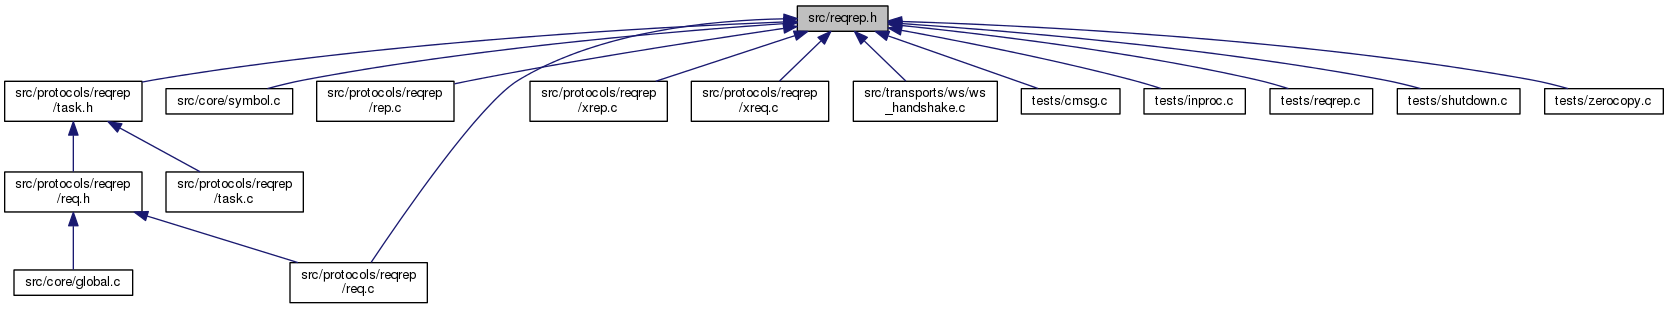 src/reqrep.h
src/protocols/reqrep
/task.h
src/core/symbol.c
src/protocols/reqrep
/rep.c
src/protocols/reqrep
/xrep.c
src/protocols/reqrep
/xreq.c
src/transports/ws/ws
_handshake.c
tests/cmsg.c
tests/inproc.c
tests/reqrep.c
tests/shutdown.c
tests/zerocopy.c
src/protocols/reqrep
/req.h
src/protocols/reqrep
/task.c
src/core/global.c
src/protocols/reqrep
/req.c